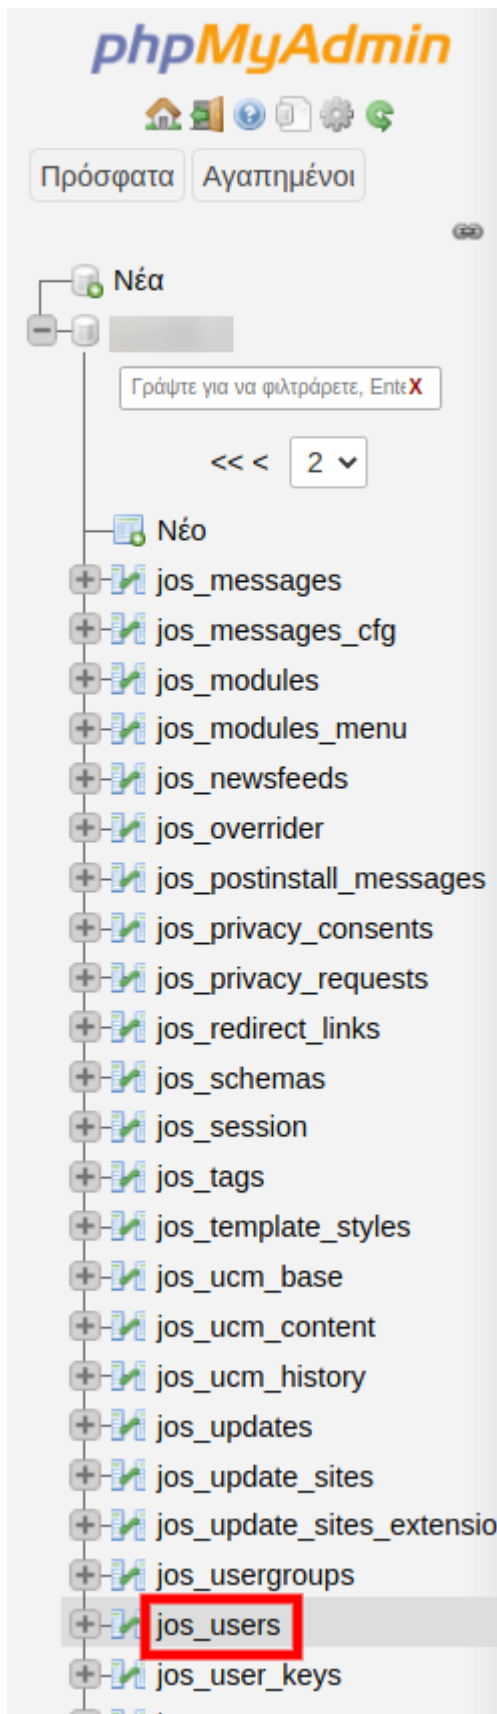 phpMyAdmin
Πρόσφατα Αγαπημένοι
Νέα
Γράψτε για να φιλτράρετε, Ente X
<< < 2
Νέο
jos_messages
jos_messages_cfg
jos_modules
jos_modules_menu
jos_newsfeeds
jos_overrider
jos_postinstall_messages
jos_privacy_consents
jos_privacy_requests
jos_redirect_links
jos_schemas
jos_session
jos_tags
jos_template_styles
jos_ucm_base
jos_ucm_content
jos_ucm_history
jos_updates
jos_update_sites
jos_update_sites_extensio
jos_usergroups
jos_users
jos_user_keys